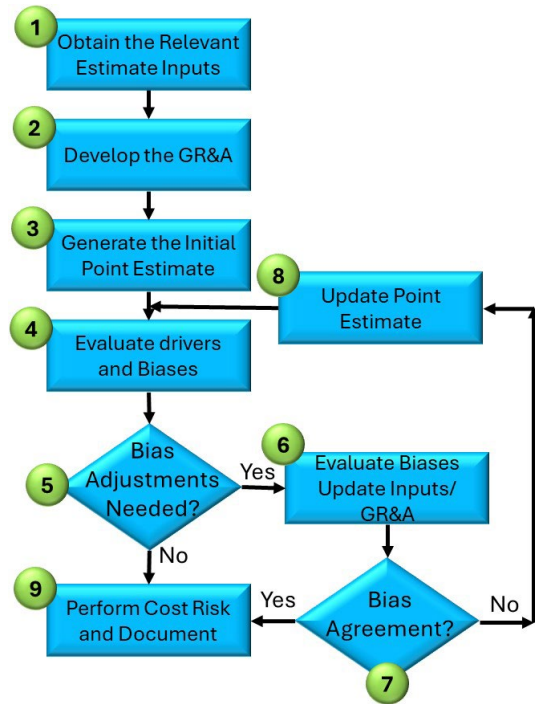 1
Obtain the Relevant
Estimate Inputs
2
Develop the GR&A
3
Generate the Initial
Point Estimate
8
Update Point
Estimate
4
Evaluate drivers
and Biases
5
Bias
Adjustments
Needed?
Yes
No
6
Evaluate Biases
Update Inputs/
GR&A
7
Bias
Agreement?
Yes
No
9
Perform Cost Risk
and Document